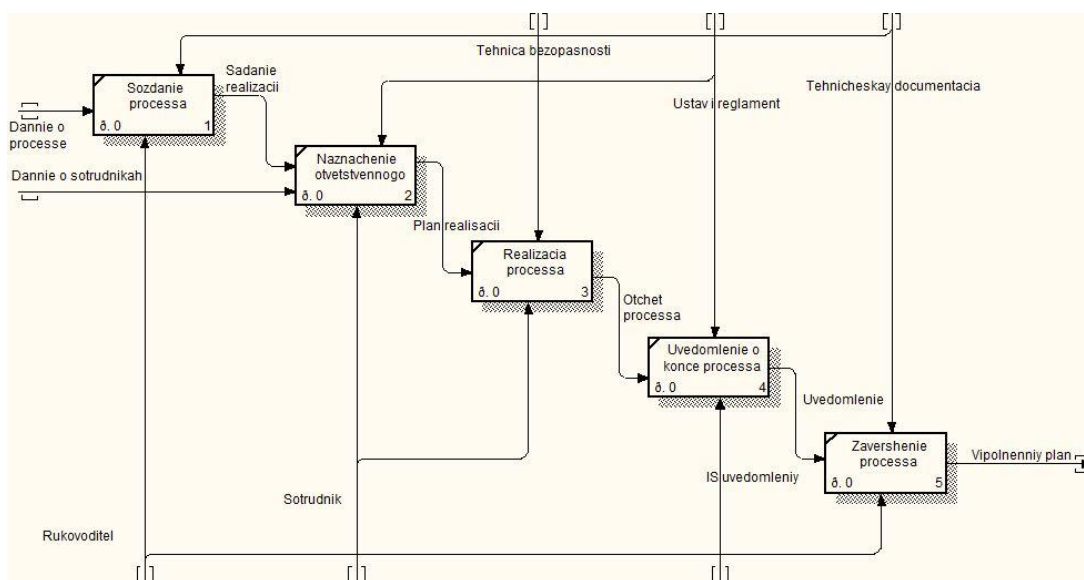 Tehnica bezopasnosti
Sadanie
realizacii
Sozdanie
processa
ð. 0
1
Tehnicheskay documentacia
Ustav i reglament
Dannie o
processe
Naznachenie
otvetstvennogo
ð. 0
2
Dannie o sotrudnikah
Plan realisacii
Realizacia
processa
ð. 0
3
Otchet
processa
Uvedomlenie o
konce processa
ð. 0
4
Uvedomlenie
Zavershenie
processa
ð. 0
5
Vipolnenniy plan
IS uvedomleniy
Sotrudnik
Rukovoditel